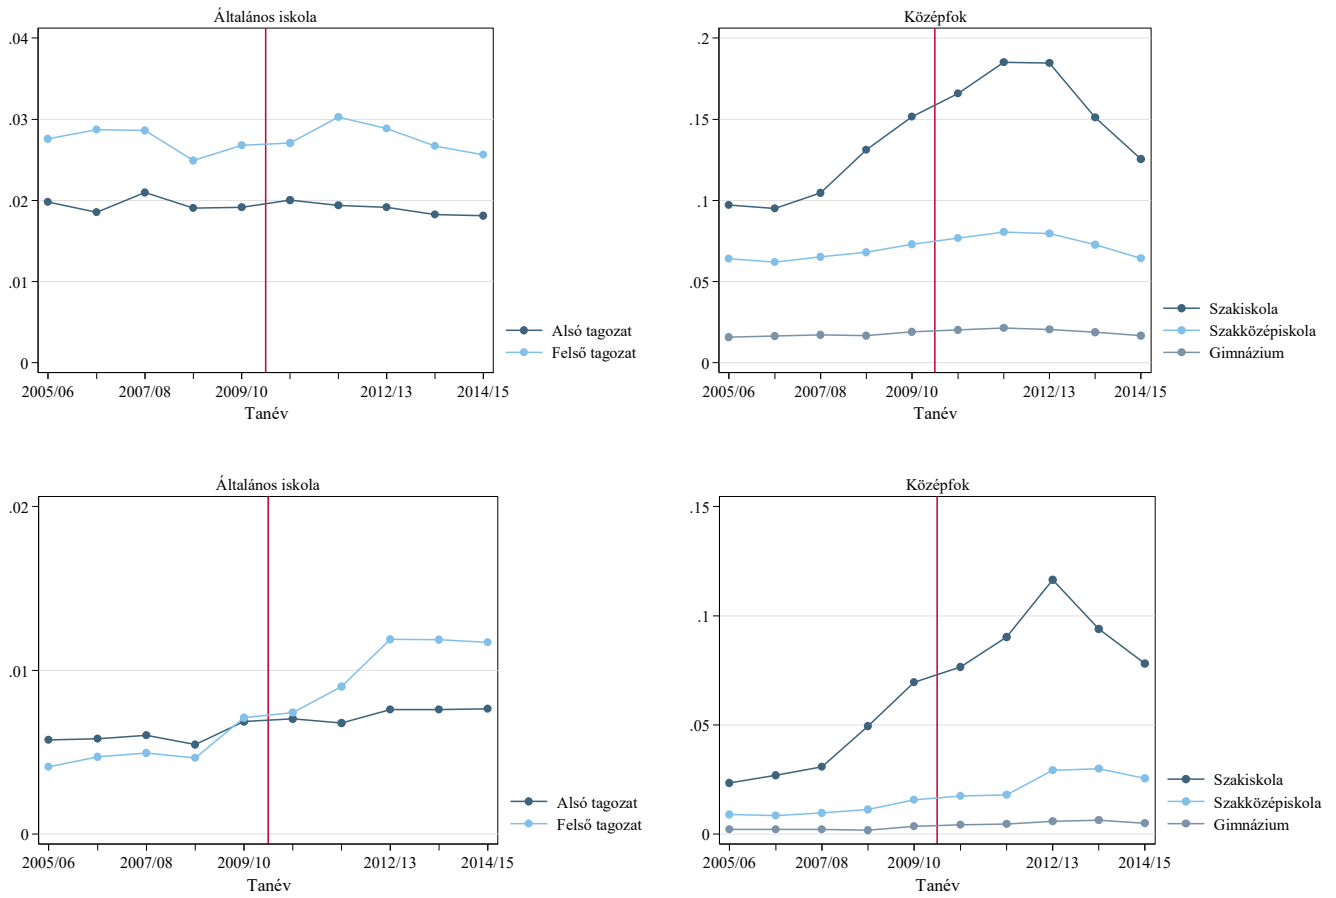 Általános iskola
.04
.03
.02
.01
0
2005/06 2007/08 2009/10 2012/13 2014/15
Tanév
Alsó tagozat
Felső tagozat
Középfok
.2
.15
.1
.05
0
2005/06 2007/08 2009/10 2012/13 2014/15
Tanév
Szakiskola
Szakközépiskola
Gimnázium
Általános iskola
.02
.01
0
2005/06 2007/08 2009/10 2012/13 2014/15
Tanév
Alsó tagozat
Felső tagozat
Középfok
.15
.1
.05
0
2005/06 2007/08 2009/10 2012/13 2014/15
Tanév
Szakiskola
Szakközépiskola
Gimnázium